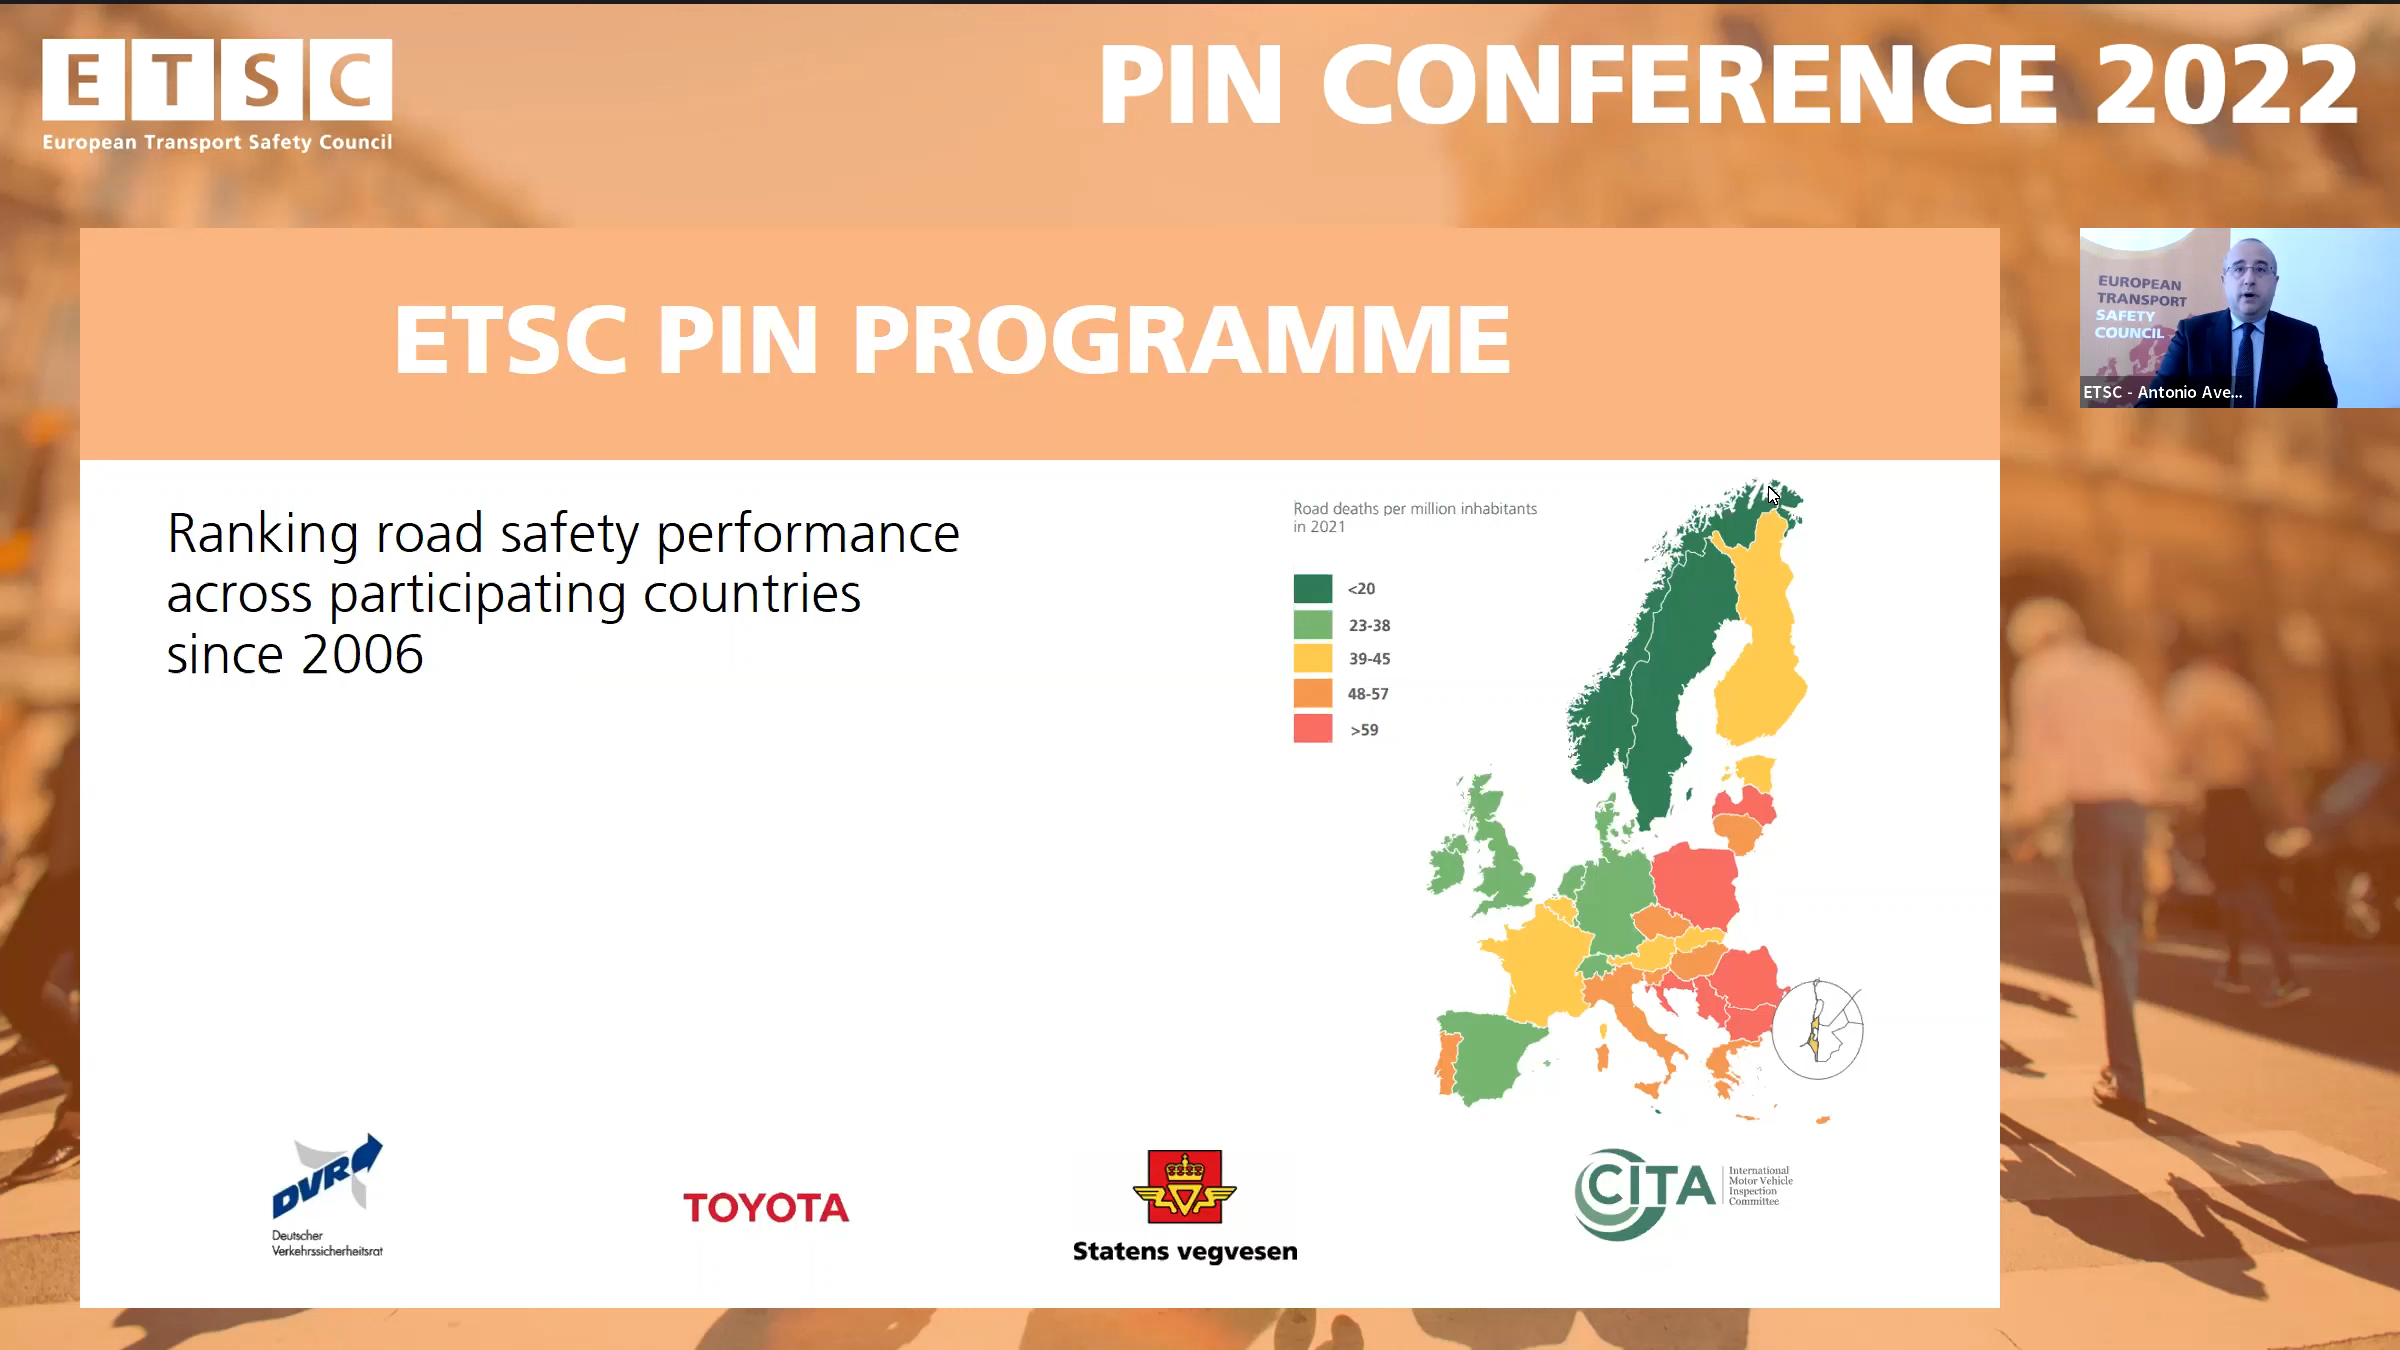 ETSC
European Transport Safety Council
PIN CONFERENCE 2022
ETSC PIN PROGRAMME
EUROPEAN
TRANSPORT
SAFETY
COUNCIL
ETSC - Antonio Ave...
Ranking road safety performance
across participating countries
since 2006
Road deaths per million inhabitants
in 2021
<20
23-38
39-45
48-57
>59
DVR
Deutscher
Verkehrssicherheitsrat
TOYOTA
Statens vegvesen
CITA
International
Motor Vehicle
Inspection
Committee